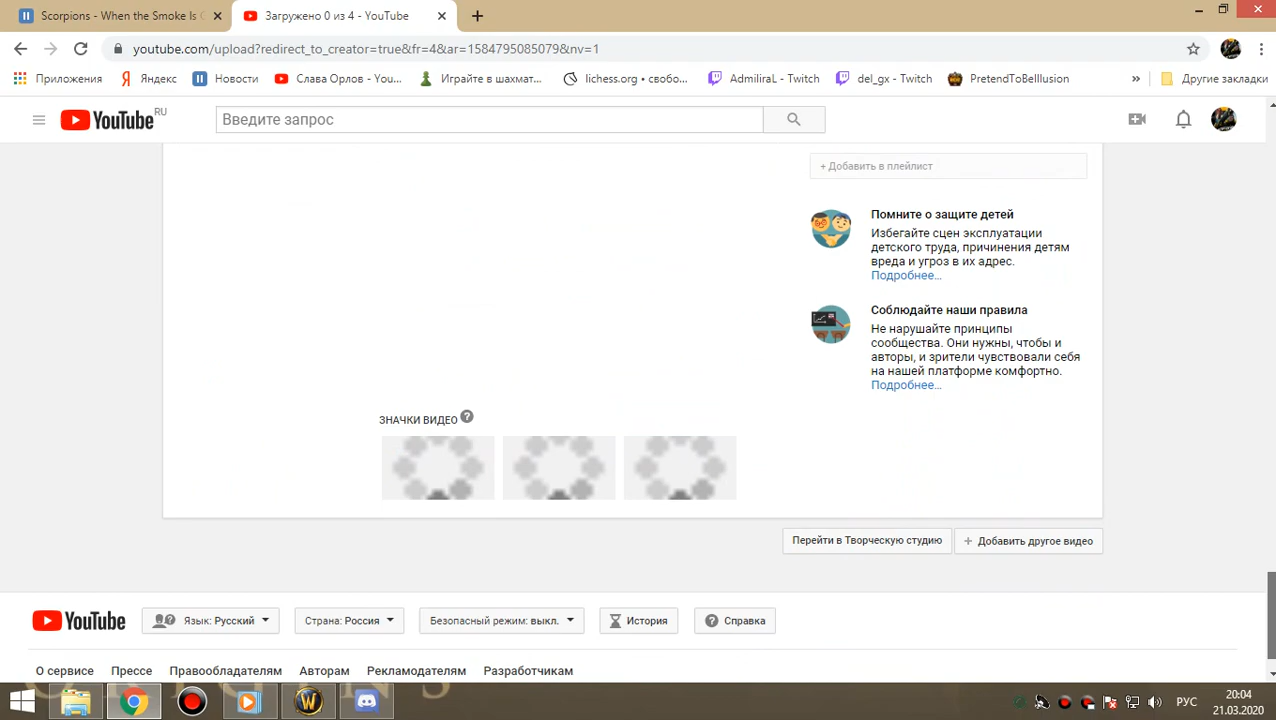 Scorpions - When the Smoke Is
Загружено 0 из 4 - YouTube
youtube.com/upload?redirect_to_creator=true&fr=4&ar=1584795085079&nv=1
Приложения
Яндекс
Новости
Слава Орлов - You...
Играйте в шахмат...
lichess.org • свобо...
AdmiraL - Twitch
del_gx - Twitch
PretendToBeIllusion
»
Другие закладки
YouTube RU
Введите запрос
+ Добавить в плейлист
Помните о защите детей
Избегайте сцен эксплуатации
детского труда, причинения детям
вреда и угроз в их адрес.
Подробнее...
Соблюдайте наши правила
Не нарушайте принципы
сообщества. Они нужны, чтобы и
авторы, и зрители чувствовали себя
на нашей платформе комфортно.
Подробнее...
ЗНАЧКИ ВИДЕО ?
Перейти в Творческую студию
+ Добавить другое видео
YouTube
Язык: Русский
Страна: Россия
Безопасный режим: выкл.
История
Справка
О сервисе
Прессе
Правообладателям
Авторам
Рекламодателям
Разработчикам
РУС
20:04
21.03.2020